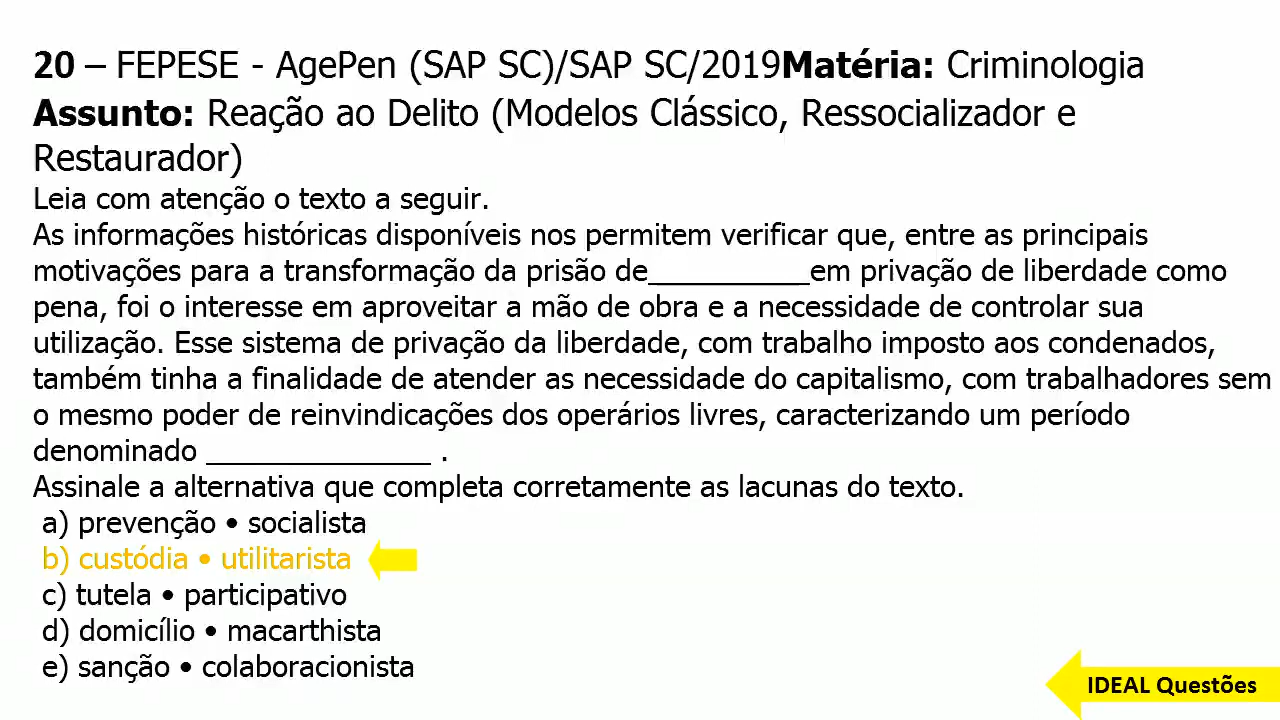 20 – FEPESE - AgePen (SAP SC)/SAP SC/2019Matéria: Criminologia
Assunto: Reação ao Delito (Modelos Clássico, Ressocializador e
Restaurador)
Leia com atenção o texto a seguir.
As informações históricas disponíveis nos permitem verificar que, entre as principais
motivações para a transformação da prisão de__________em privação de liberdade como
pena, foi o interesse em aproveitar a mão de obra e a necessidade de controlar sua
utilização. Esse sistema de privação da liberdade, com trabalho imposto aos condenados,
também tinha a finalidade de atender as necessidade do capitalismo, com trabalhadores sem
o mesmo poder de reinvindicações dos operários livres, caracterizando um período
denominado ______________ .
Assinale a alternativa que completa corretamente as lacunas do texto.
a) prevenção • socialista
b) custódia • utilitarista
c) tutela • participativo
d) domicílio • macarthista
e) sanção • colaboracionista
IDEAL Questões